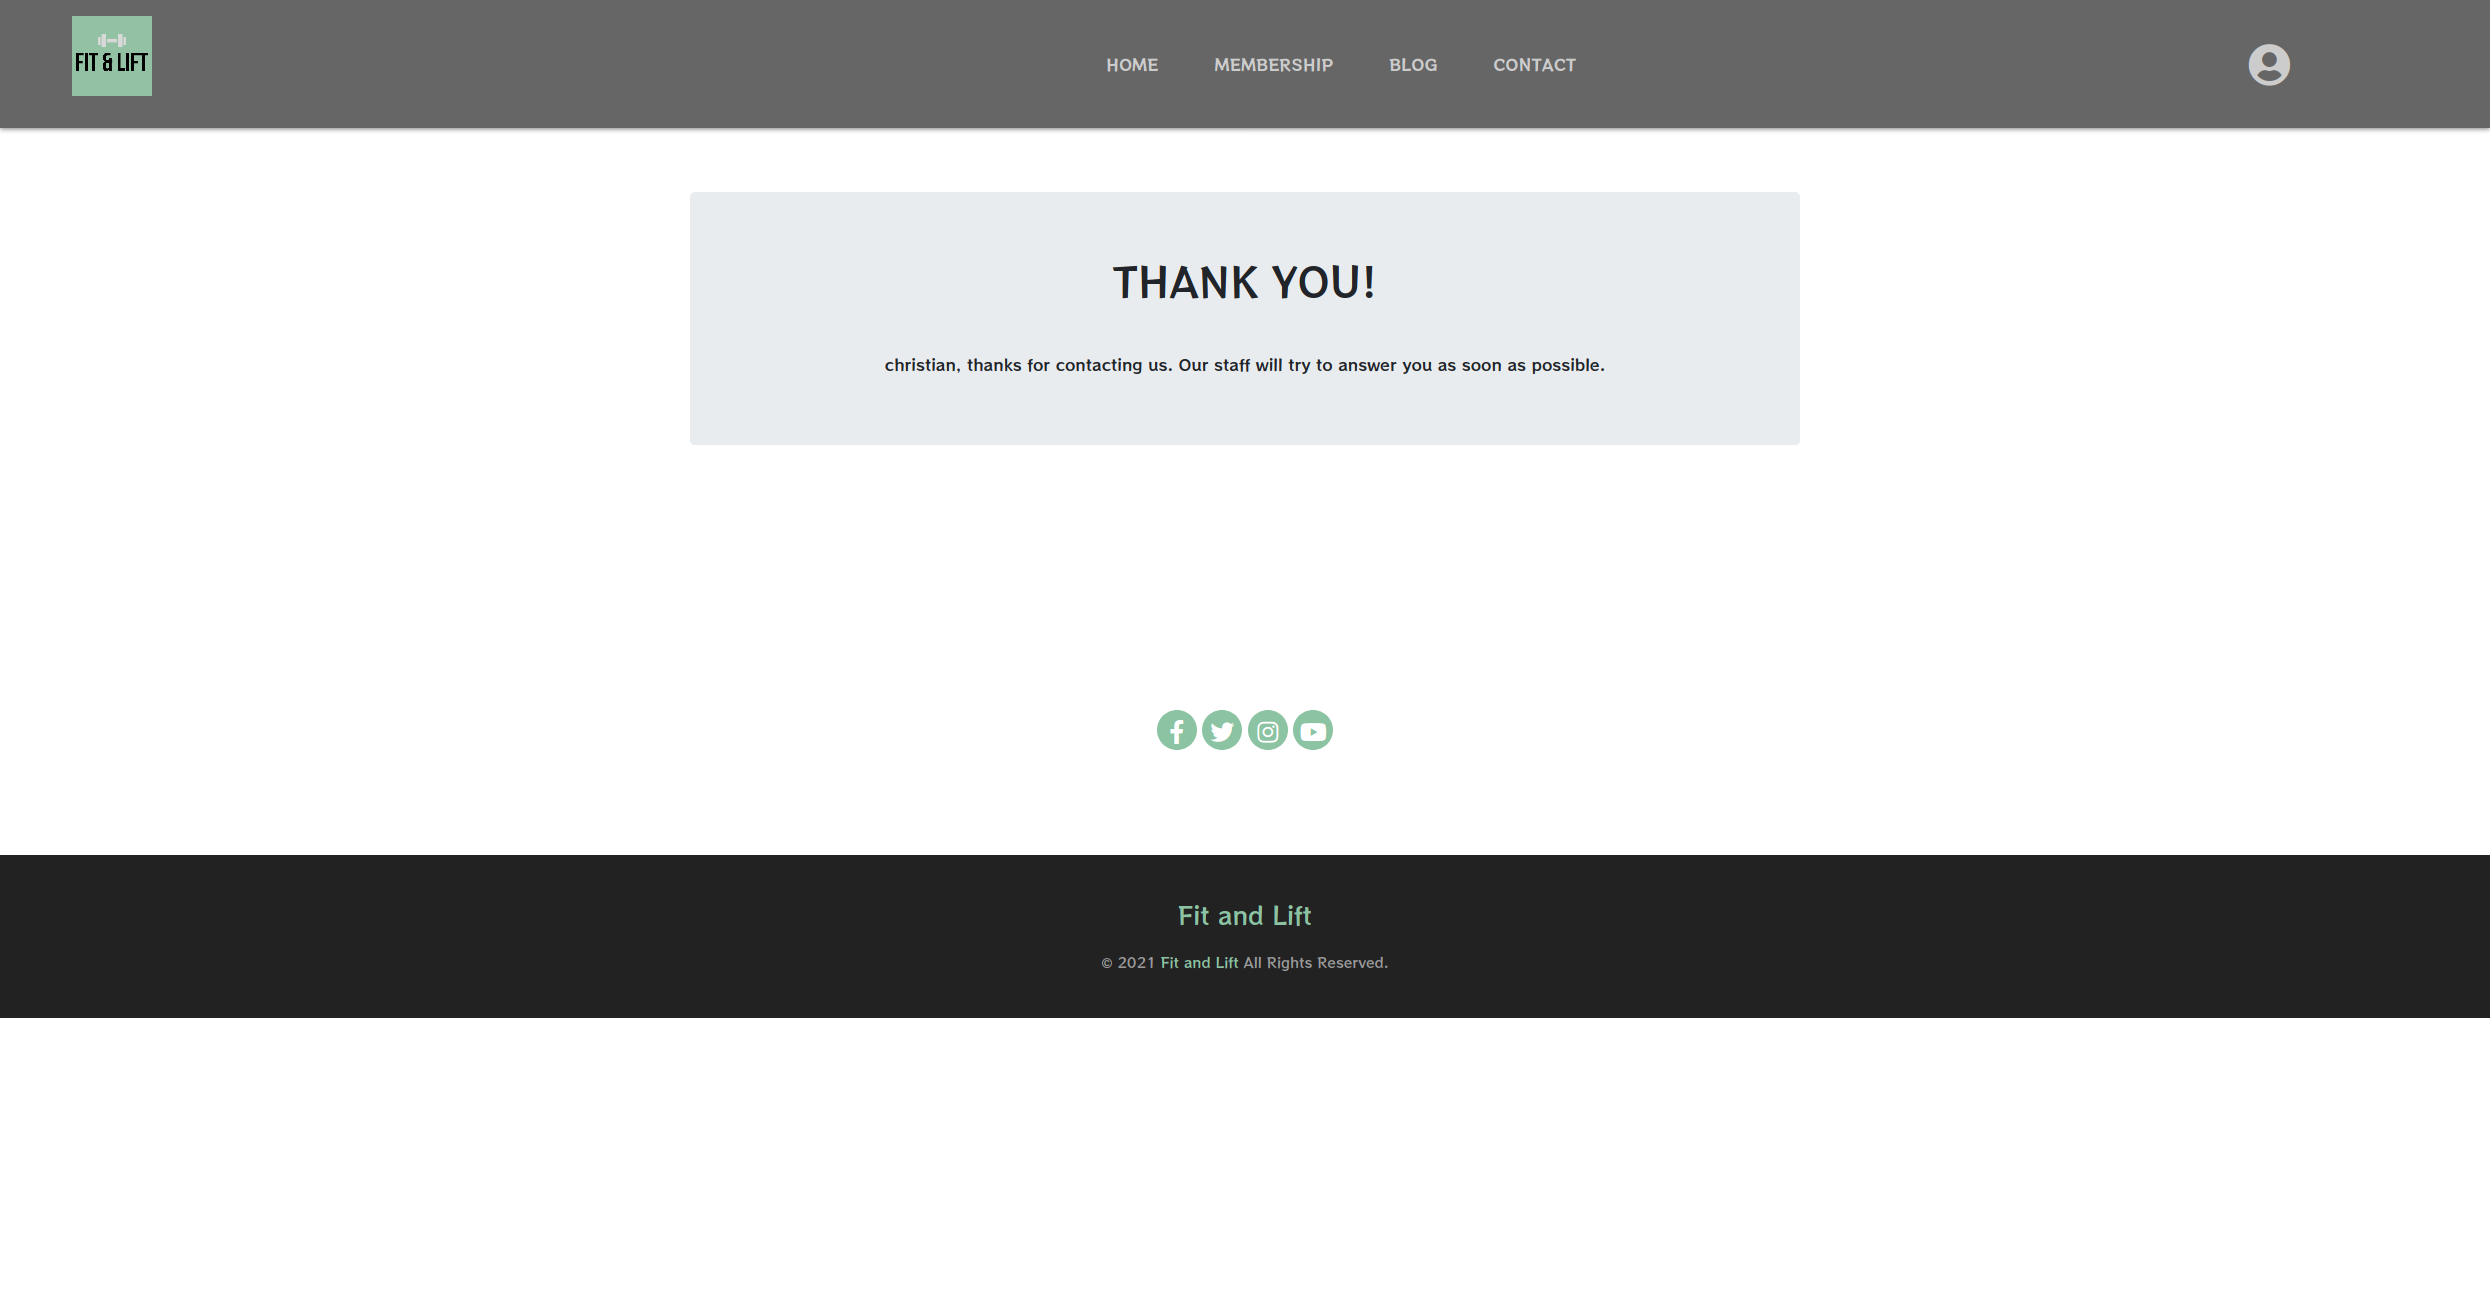 FIT & LIFT
HOME MEMBERSHIP BLOG CONTACT
THANK YOU!
christian, thanks for contacting us. Our staff will try to answer you as soon as possible.
Fit and Lift
© 2021 Fit and Lift All Rights Reserved.